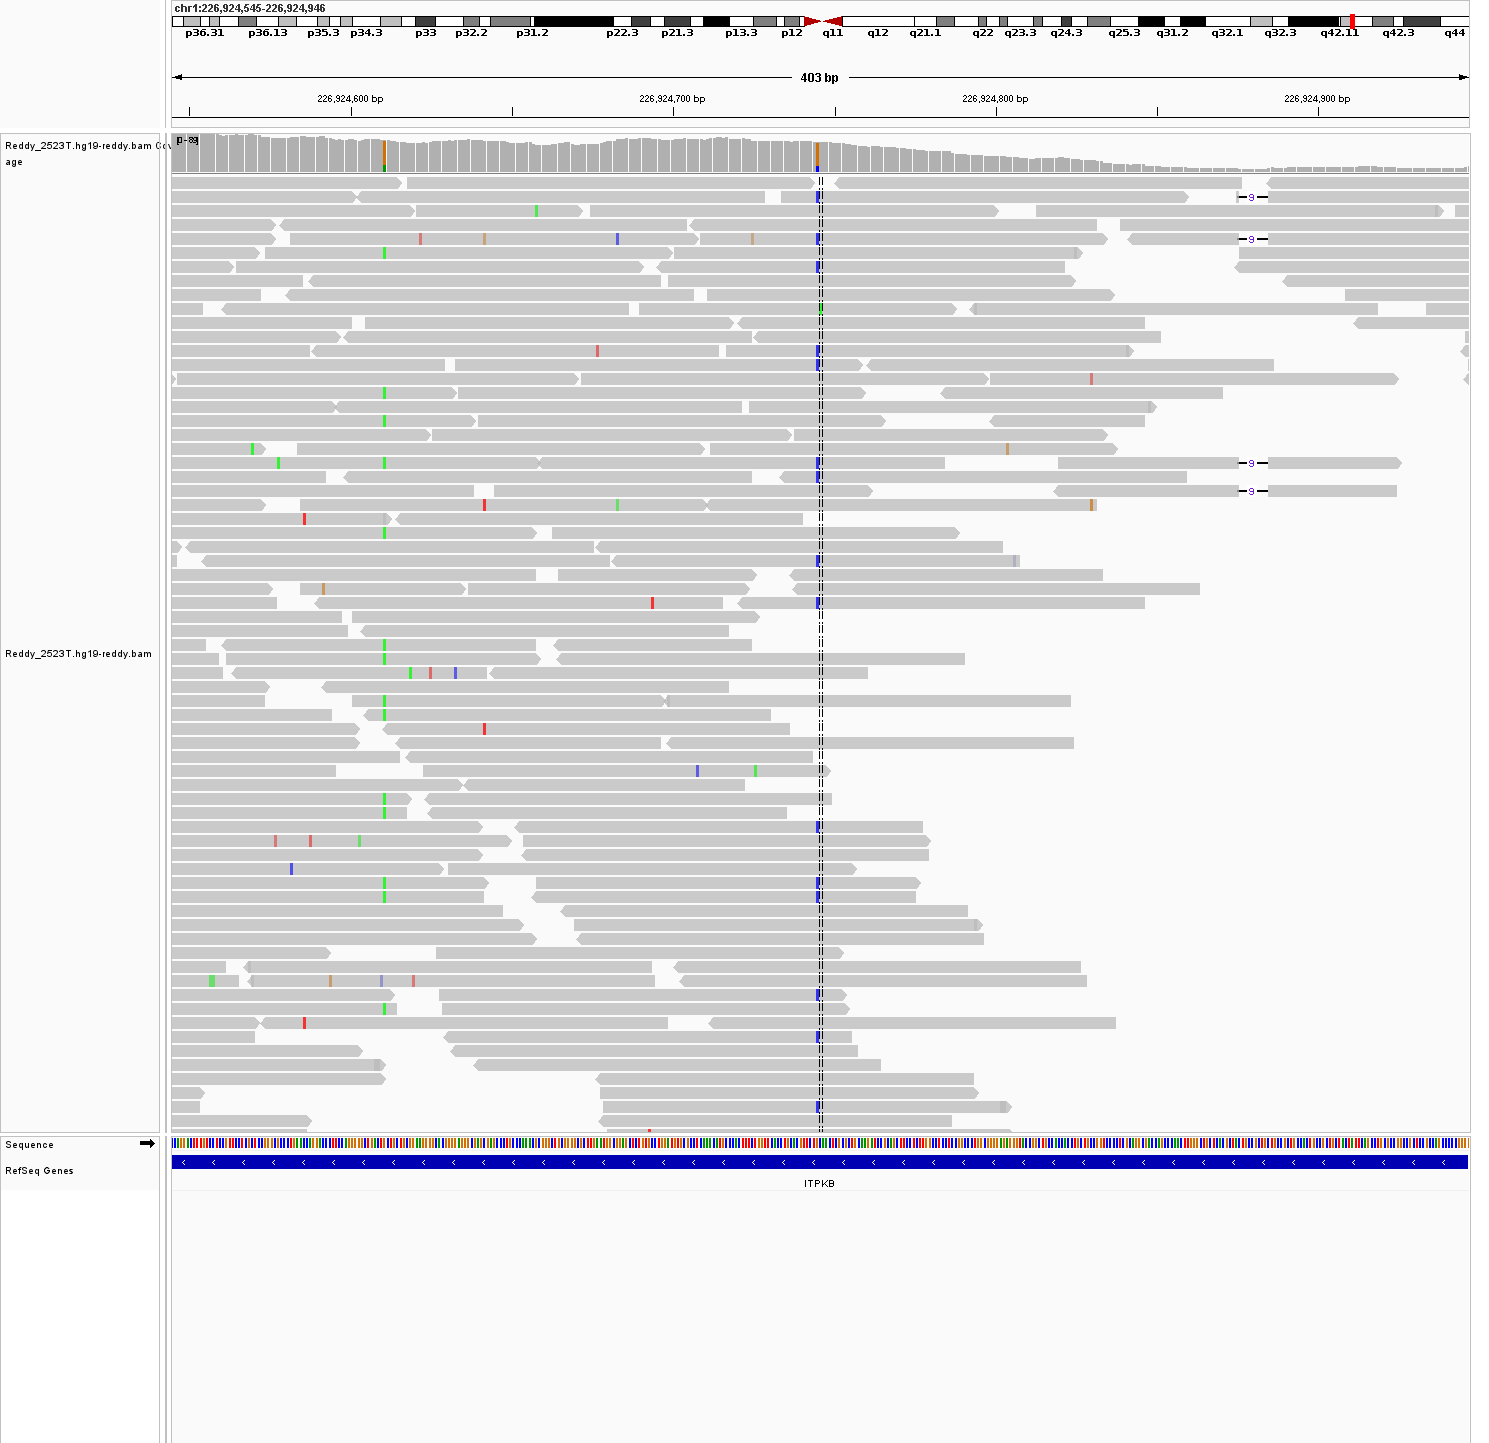 chr1:226,924,545-226,924,946
p36.31 p36.13 p35.3 p34.3 p33 p32.2 p31.2 p22.3 p21.3 p13.3 p12 q11 q12 q21.1 q22 q23.3 q24.3 q25.3 q31.2 q32.1 q32.3 q42.11 q42.3 q44
403 bp
226,924,600 bp 226,924,700 bp 226,924,800 bp 226,924,900 bp
Reddy_2523T.hg19-reddy.bam Cov
age
9
9
9
9
Reddy_2523T.hg19-reddy.bam
Sequence
RefSeq Genes
ITPKB